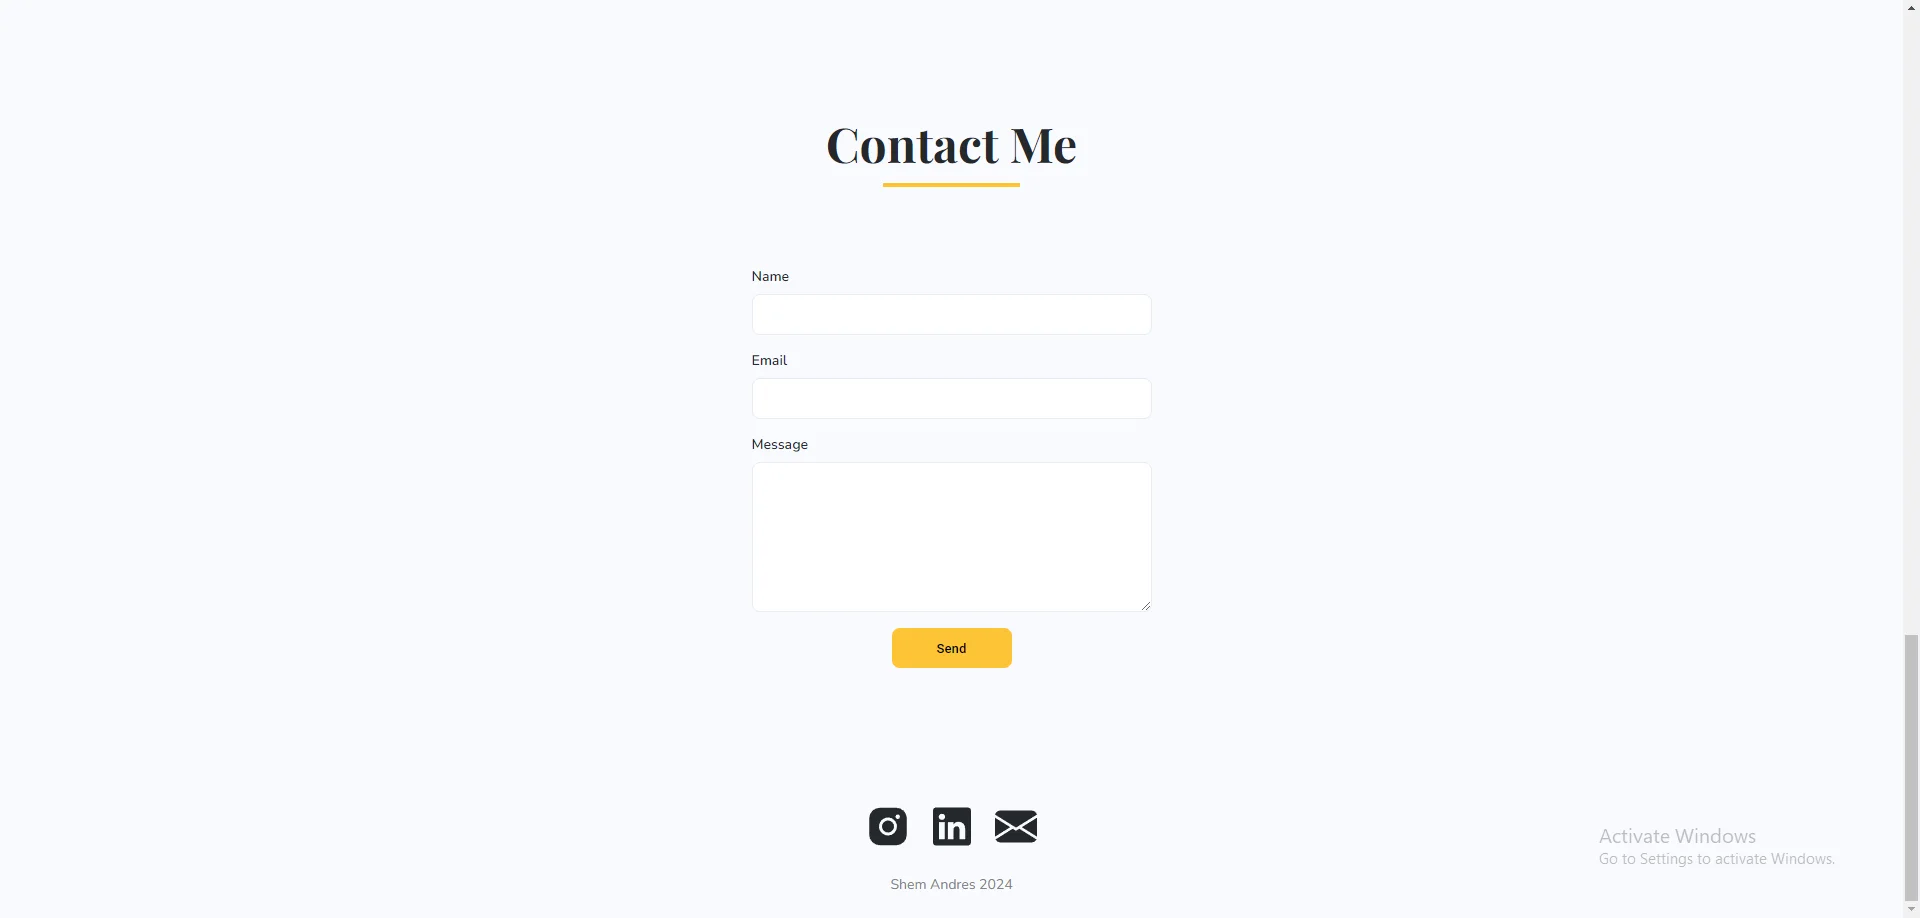 Contact Me
Name
Email
Message
Send
in
Shem Andres 2024
Activate Windows
Go to Settings to activate Windows.